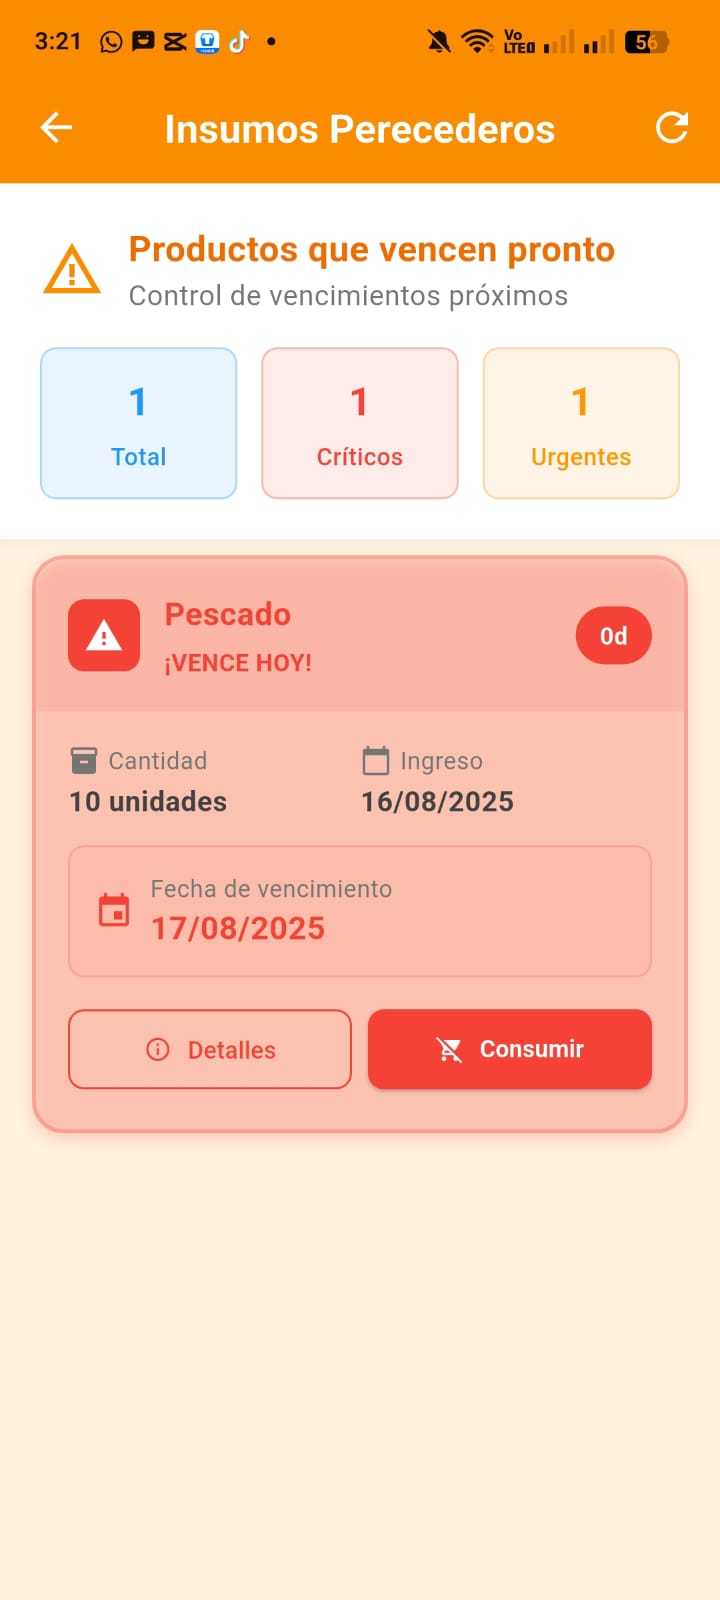 3:21
Vo
LTE
56
Insumos Perecederos
Productos que vencen pronto
Control de vencimientos próximos
1
Total
1
Críticos
1
Urgentes
Pescado
¡VENCE HOY!
0d
Cantidad
10 unidades
Ingreso
16/08/2025
Fecha de vencimiento
17/08/2025
Detalles
Consumir